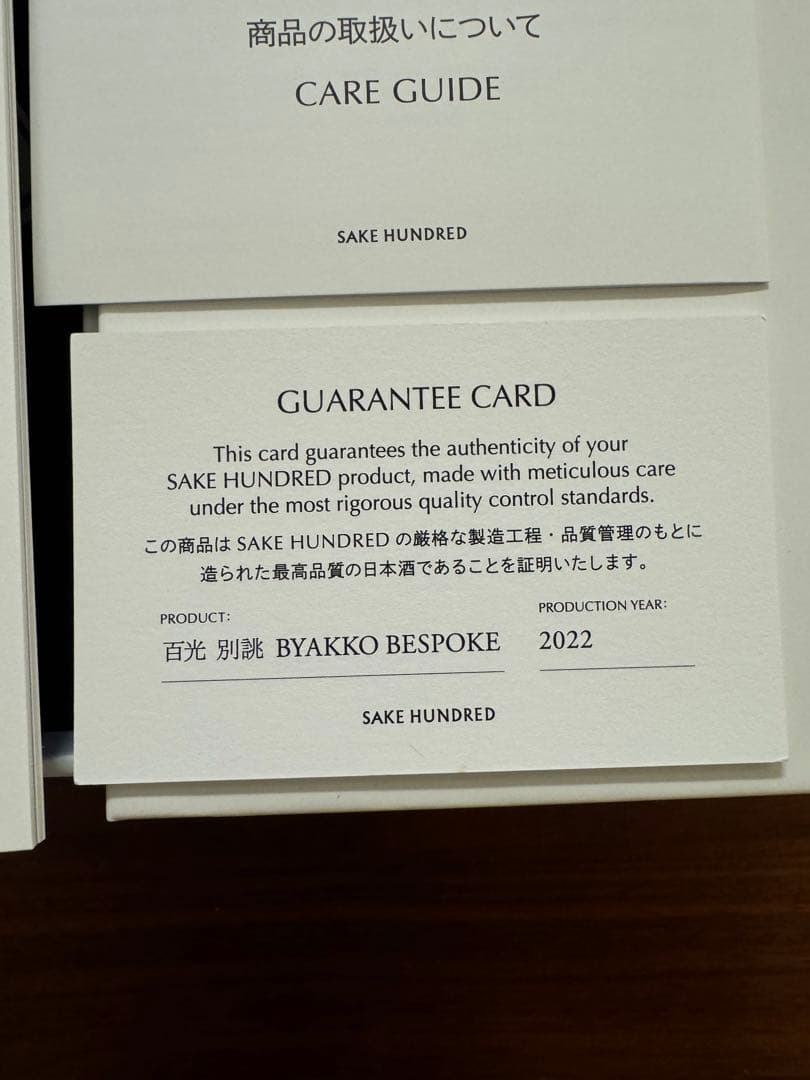 商品の取扱いについて
CARE GUIDE
SAKE HUNDRED
GUARANTEE CARD
This card guarantees the authenticity of your
SAKE HUNDRED product, made with meticulous care
under the most rigorous quality control standards.
この商品は SAKE HUNDRED の厳格な製造工程・品質管理のもとに
造られた最高品質の日本酒であることを証明いたします。
PRODUCT:
百光 別誂 BYAKKO BESPOKE
PRODUCTION YEAR:
2022
SAKE HUNDRED